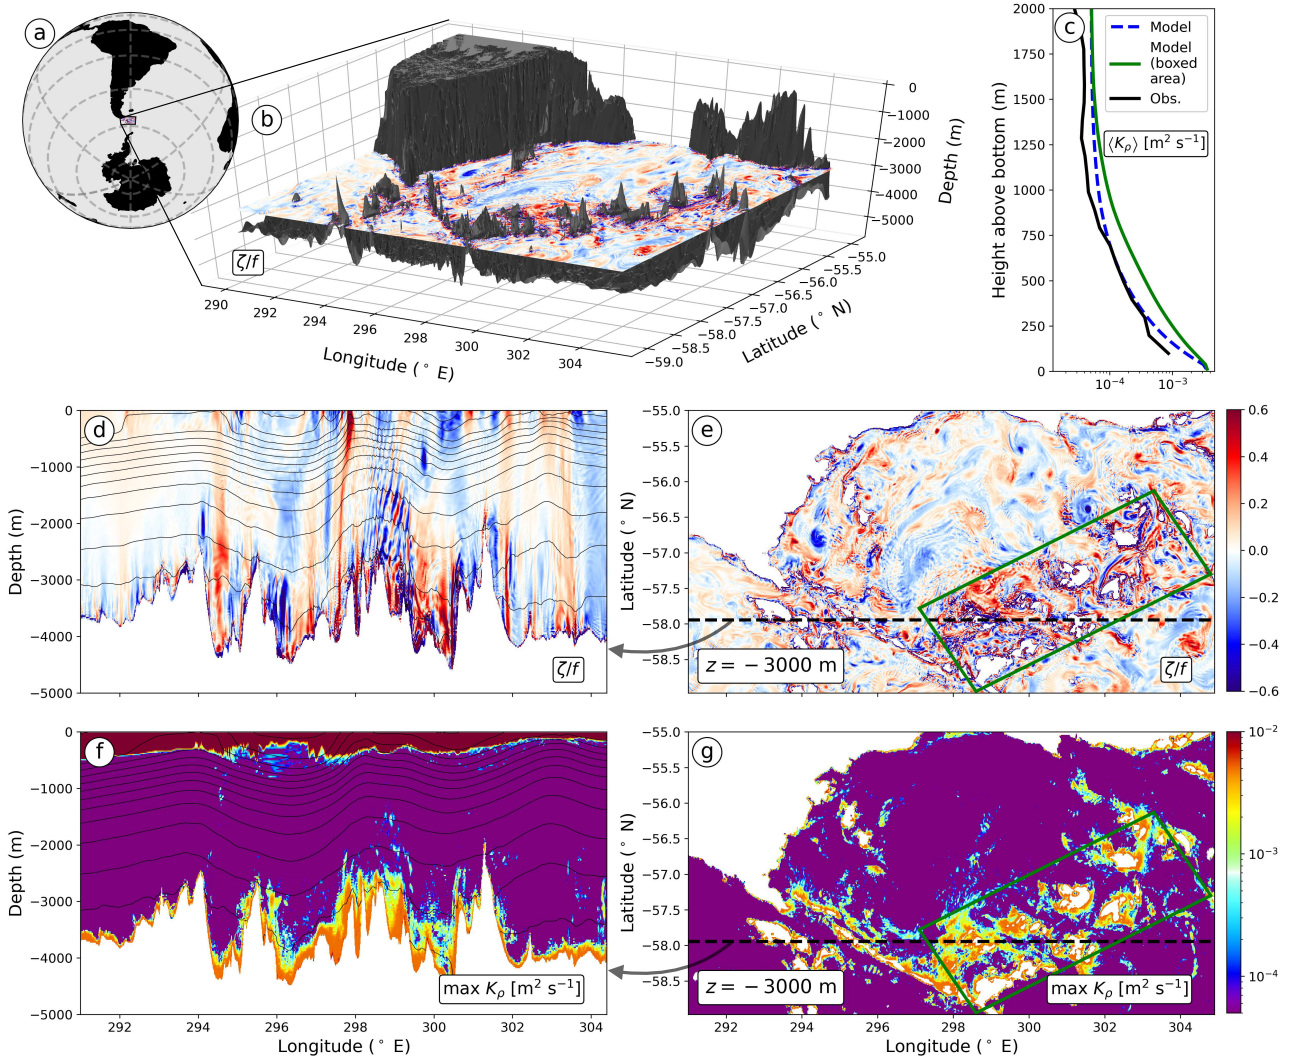 a
b
ζ/f
290
292
294
296
298
300
302
304
Longitude (° E)
−59.0
−58.5
−58.0
−57.5
−57.0
−56.5
−56.0
−55.5
−55.0
Latitude (° N)
0
−1000
−2000
−3000
−4000
−5000
Depth (m)
c
Model
Model
(boxed
area)
Obs.
⟨Kρ⟩ [m² s⁻¹]
2000
1750
1500
1250
1000
750
500
250
0
Height above bottom (m)
10⁻⁴
10⁻³
d
0
−1000
−2000
−3000
−4000
−5000
Depth (m)
ζ/f
e
−55.0
−55.5
−56.0
−56.5
−57.0
−57.5
−58.0
−58.5
Latitude (° N)
z = − 3000 m
ζ/f
0.6
0.4
0.2
0.0
−0.2
−0.4
−0.6
f
0
−1000
−2000
−3000
−4000
−5000
Depth (m)
max Kρ [m² s⁻¹]
292
294
296
298
300
302
304
Longitude (° E)
g
−55.0
−55.5
−56.0
−56.5
−57.0
−57.5
−58.0
−58.5
Latitude (° N)
z = − 3000 m
max Kρ [m² s⁻¹]
292
294
296
298
300
302
304
Longitude (° E)
10⁻²
10⁻³
10⁻⁴